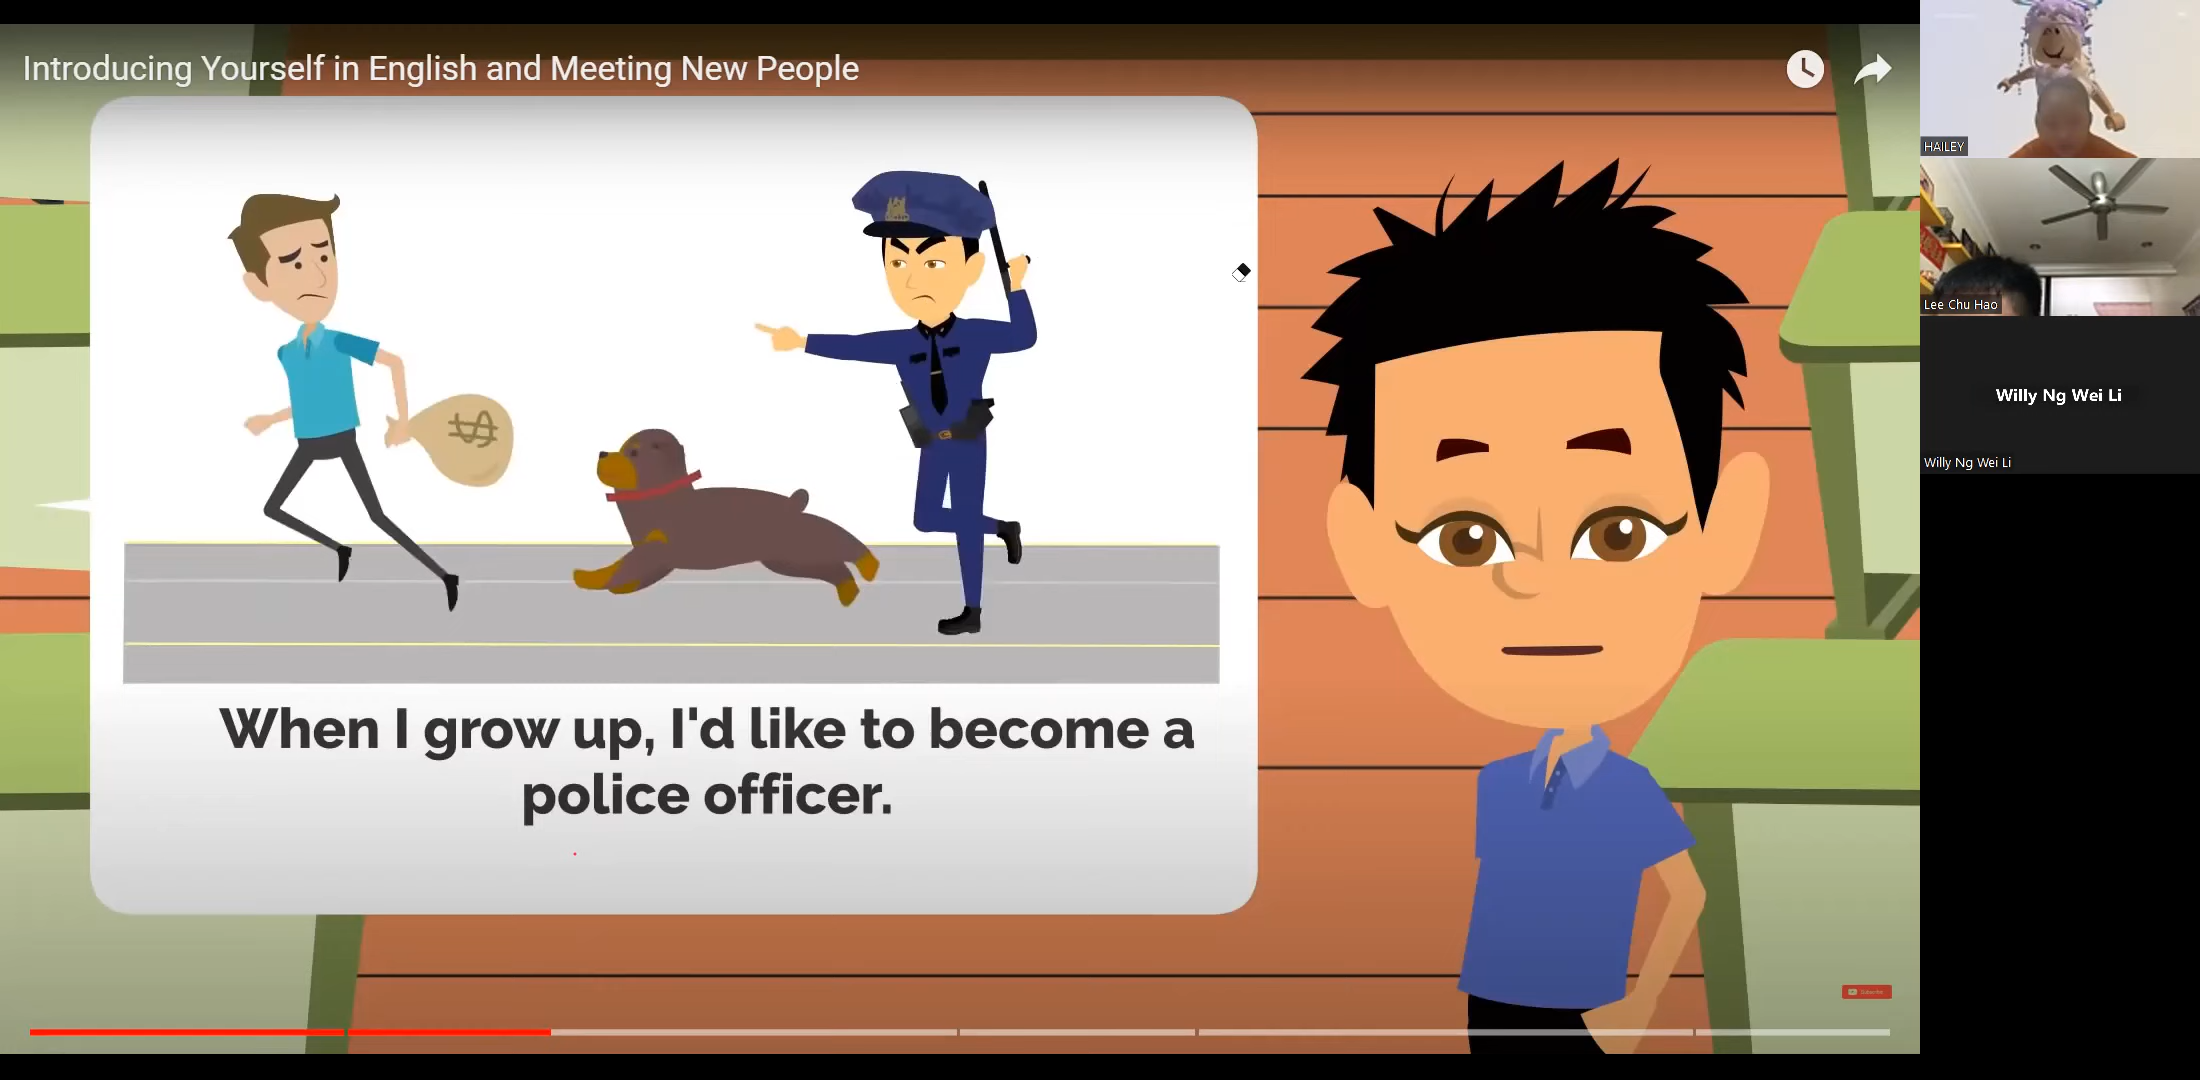 Introducing Yourself in English and Meeting New People
When I grow up, I'd like to become a
police officer.
HAILEY
Lee Chu Hao
Willy Ng Wei Li
Willy Ng Wei Li